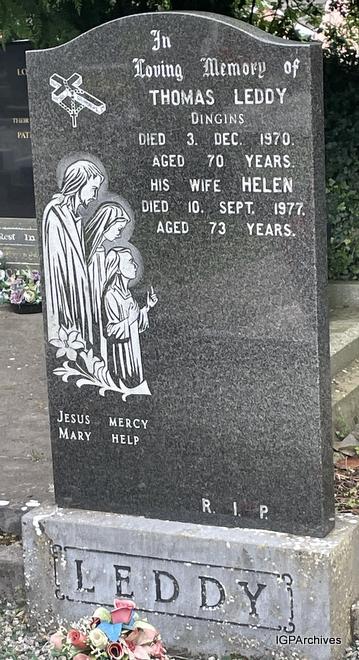 In
Loving Memory of
THOMAS LEDDY
DINGINS
DIED 3. DEC. 1970.
AGED 70 YEARS.
HIS WIFE HELEN
DIED 10. SEPT. 1977.
AGED 73 YEARS.
JESUS MERCY
MARY HELP
R. I. P.
LEDDY
IGPArchives